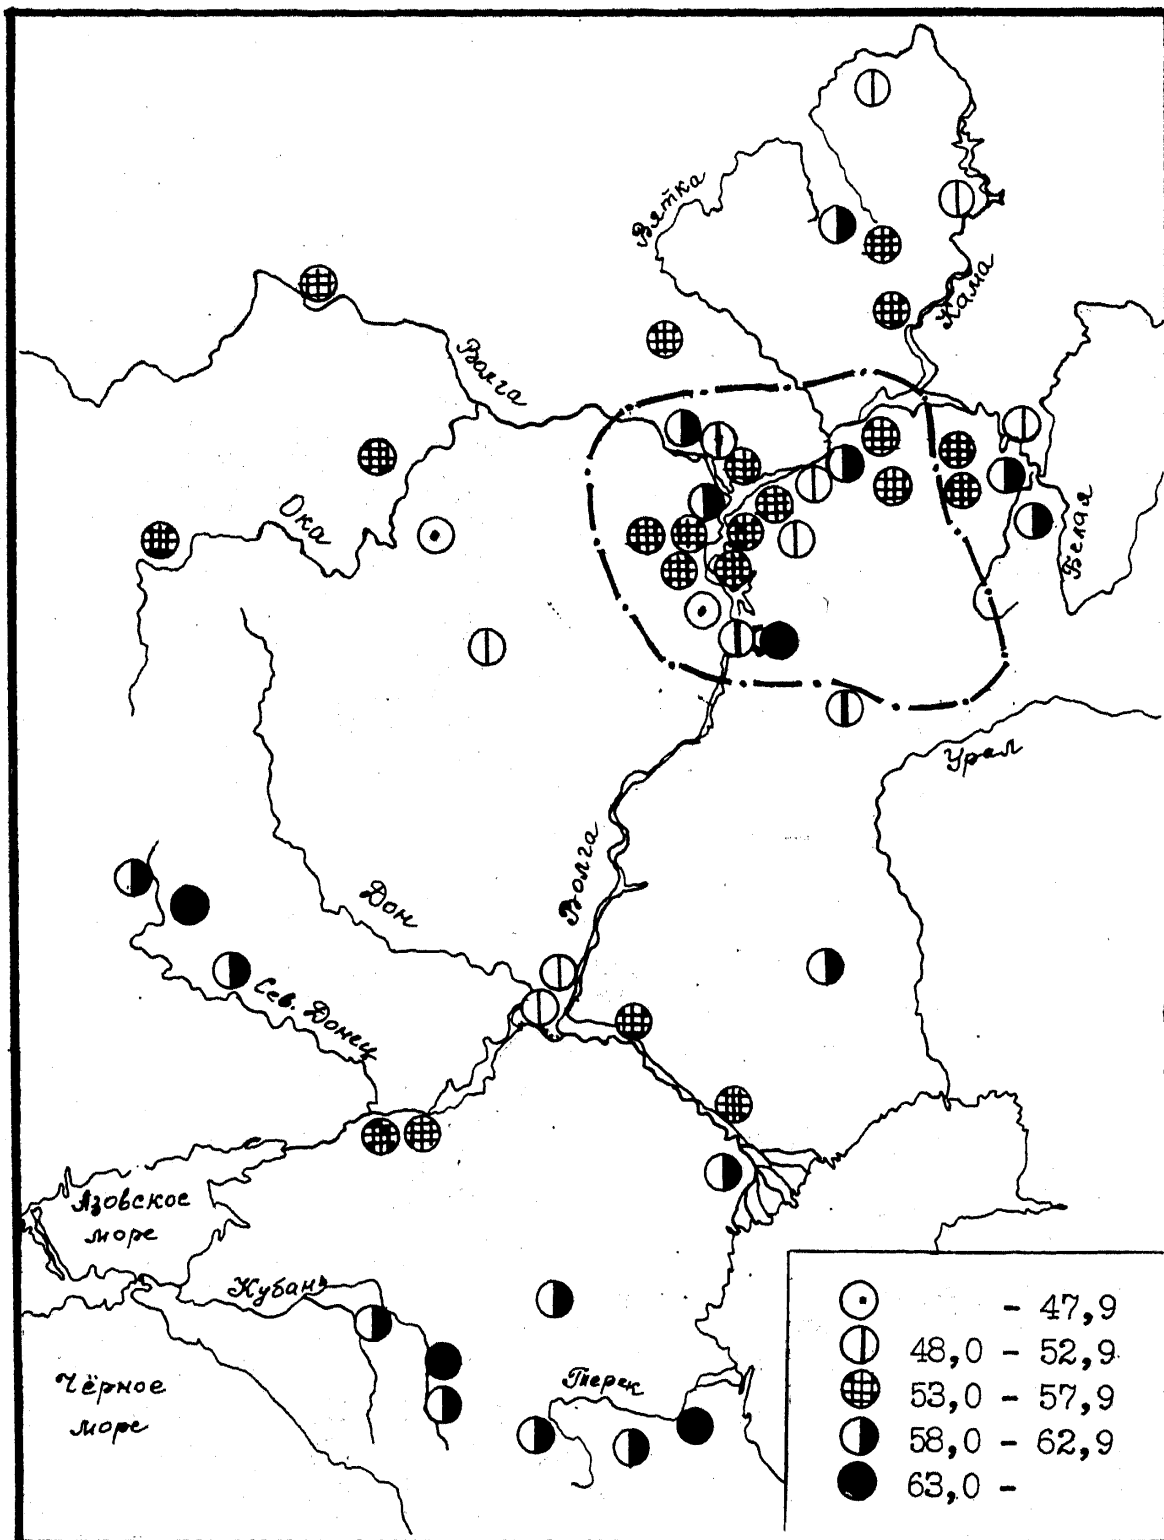 Вятка
Кама
Волга
Ока
Белая
Урал
Волга
Дон
Сев. Донец
Азовское
море
Кубань
Чёрное
море
Терек
- 47,9
48,0 - 52,9
53,0 - 57,9
58,0 - 62,9
63,0 -